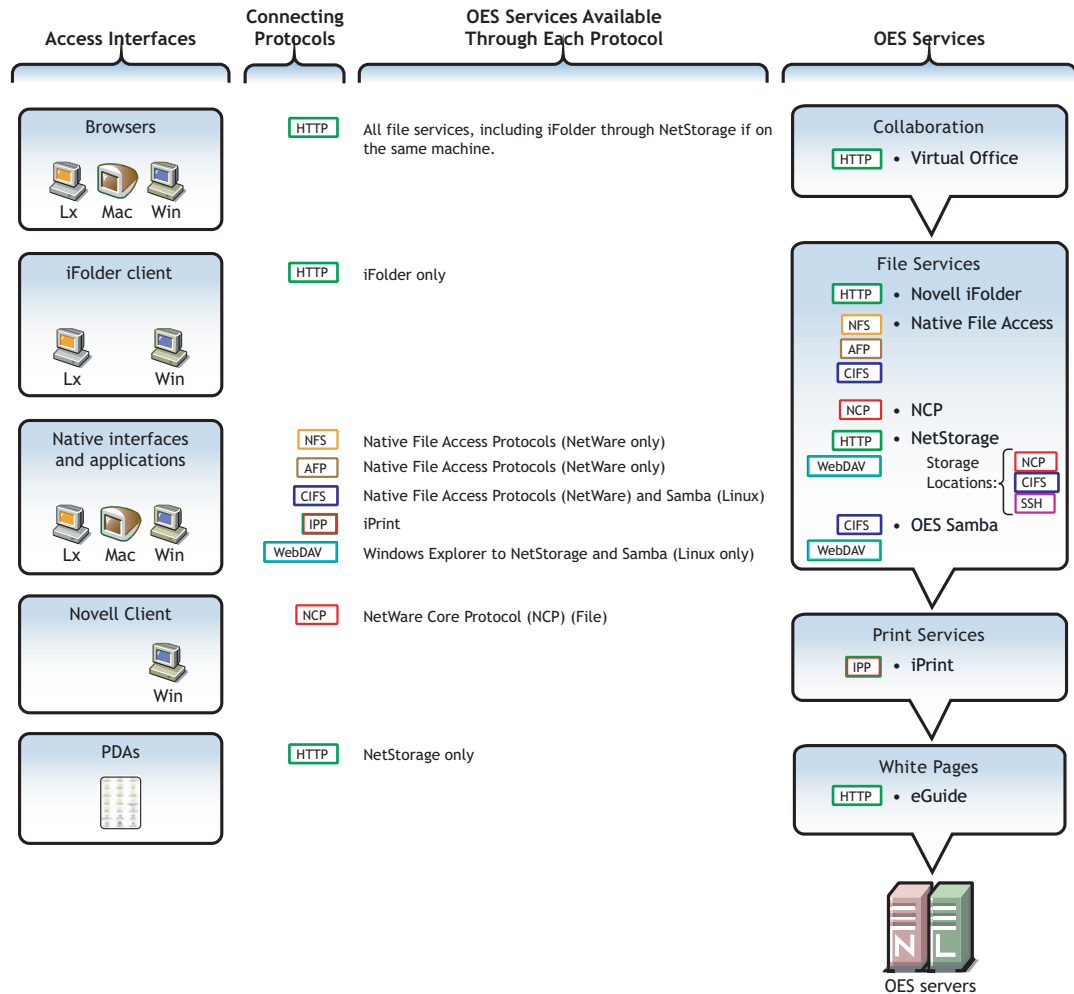 Access Interfaces
Connecting
Protocols
OES Services Available
Through Each Protocol
OES Services
Browsers
Lx Mac Win
HTTP
All file services, including iFolder through NetStorage if on
the same machine.
iFolder client
Lx Win
HTTP
iFolder only
Native interfaces
and applications
Lx Mac Win
NFS Native File Access Protocols (NetWare only)
AFP Native File Access Protocols (NetWare only)
CIFS Native File Access Protocols (NetWare) and Samba (Linux)
IPP iPrint
WebDAV Windows Explorer to NetStorage and Samba (Linux only)
Novell Client
Win
NCP NetWare Core Protocol (NCP) (File)
PDAs
HTTP NetStorage only
Collaboration
HTTP • Virtual Office
File Services
HTTP • Novell iFolder
NFS • Native File Access
AFP
CIFS
NCP • NCP
HTTP • NetStorage
WebDAV
Storage
Locations:
NCP
CIFS
SSH
CIFS • OES Samba
WebDAV
Print Services
IPP • iPrint
White Pages
HTTP • eGuide
N L
OES servers